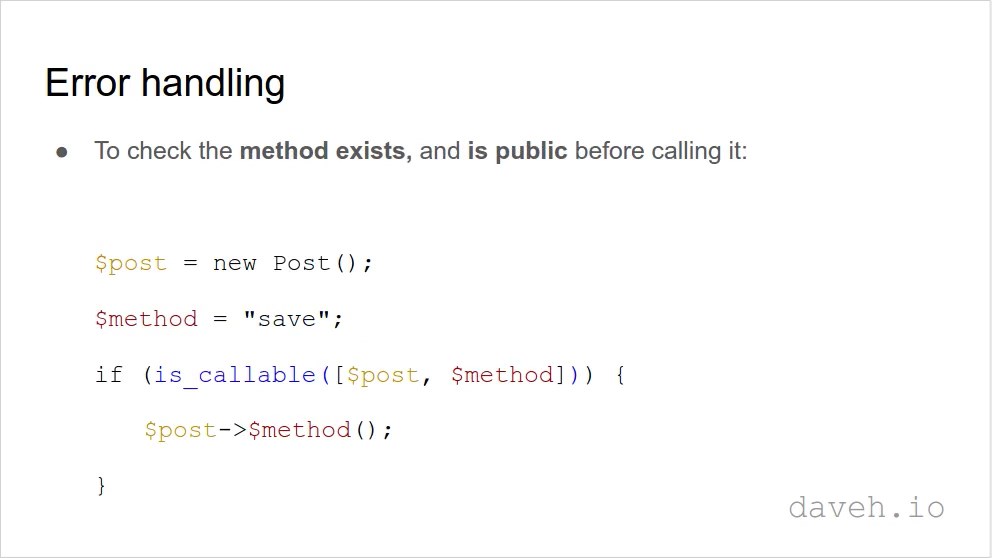 Error handling
● To check the method exists, and is public before calling it:
$post = new Post();
$method = "save";
if (is_callable([$post, $method])) {
$post->$method();
}
daveh.io